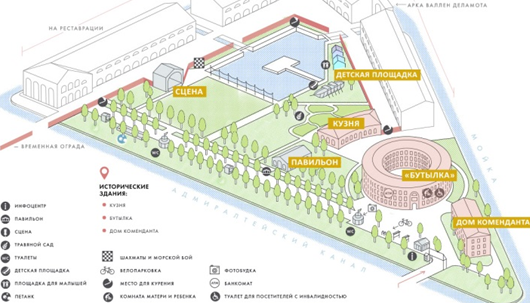 НА РЕСТАВРАЦИИ
АРКА ВАЛЛЕН ДЕЛАМОТА
ДЕТСКАЯ ПЛОЩАДКА
СЦЕНА
КУЗНЯ
ВРЕМЕННАЯ ОГРАДА
ПАВИЛЬОН
«БУТЫЛКА»
МОЙКА
АДМИРАЛТЕЙСКИЙ КАНАЛ
ДОМ КОМЕНДАНТА
ИСТОРИЧЕСКИЕ
ЗДАНИЯ:
КУЗНЯ
БУТЫЛКА
ДОМ КОМЕНДАНТА
ИНФОЦЕНТР
ПАВИЛЬОН
СЦЕНА
ТРАВЯНОЙ САД
ТУАЛЕТЫ
ДЕТСКАЯ ПЛОЩАДКА
ПЛОЩАДКА ДЛЯ МАЛЫШЕЙ
ПЕТАНК
ШАХМАТЫ И МОРСКОЙ БОЙ
ВЕЛОПАРКОВКА
МЕСТО ДЛЯ КУРЕНИЯ
КОМНАТА МАТЕРИ И РЕБЕНКА
ФОТОБУДКА
БАНКОМАТ
ТУАЛЕТ ДЛЯ ПОСЕТИТЕЛЕЙ С ИНВАЛИДНОСТЬЮ